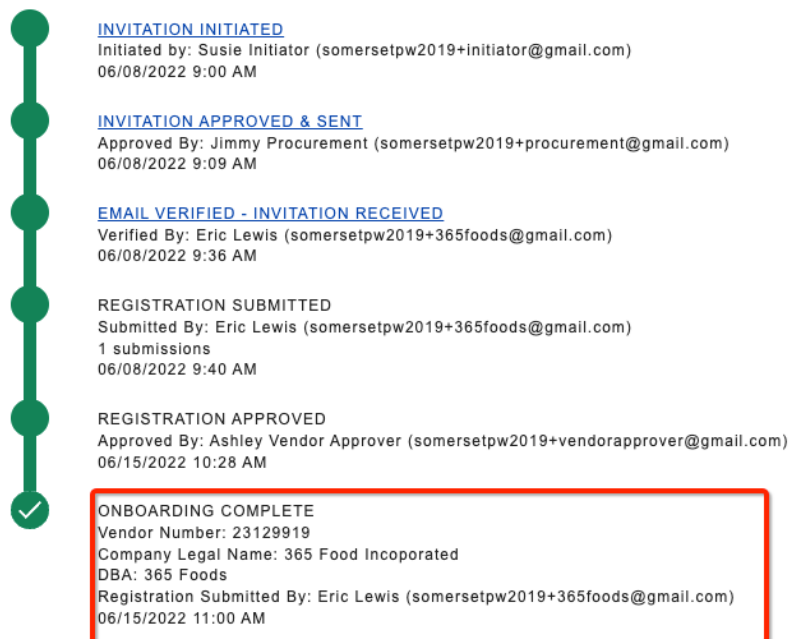 INVITATION INITIATED
Initiated by: Susie Initiator (somersetpw2019+initiator@gmail.com)
06/08/2022 9:00 AM
INVITATION APPROVED & SENT
Approved By: Jimmy Procurement (somersetpw2019+procurement@gmail.com)
06/08/2022 9:09 AM
EMAIL VERIFIED - INVITATION RECEIVED
Verified By: Eric Lewis (somersetpw2019+365foods@gmail.com)
06/08/2022 9:36 AM
REGISTRATION SUBMITTED
Submitted By: Eric Lewis (somersetpw2019+365foods@gmail.com)
1 submissions
06/08/2022 9:40 AM
REGISTRATION APPROVED
Approved By: Ashley Vendor Approver (somersetpw2019+vendorapprover@gmail.com)
06/15/2022 10:28 AM
ONBOARDING COMPLETE
Vendor Number: 23129919
Company Legal Name: 365 Food Incoporated
DBA: 365 Foods
Registration Submitted By: Eric Lewis (somersetpw2019+365foods@gmail.com)
06/15/2022 11:00 AM